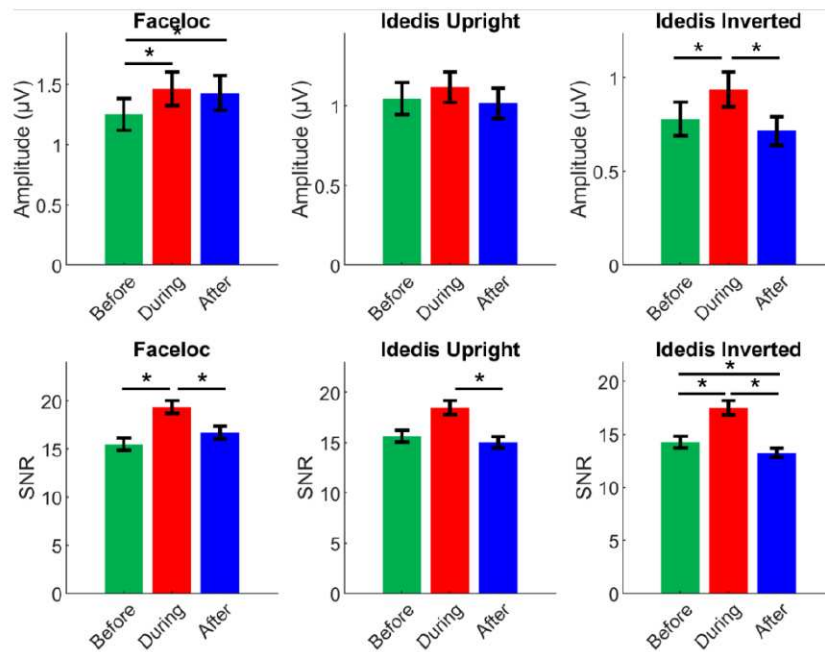 Faceloc
*
*
Amplitude (µV)
1.5
1
0.5
0
Before
During
After
Idedis Upright
Amplitude (µV)
1
0.5
0
Before
During
After
Idedis Inverted
*
*
Amplitude (µV)
1
0.5
0
Before
During
After
Faceloc
*
*
SNR
20
15
10
5
0
Before
During
After
Idedis Upright
*
SNR
20
15
10
5
0
Before
During
After
Idedis Inverted
*
*
*
SNR
20
15
10
5
0
Before
During
After